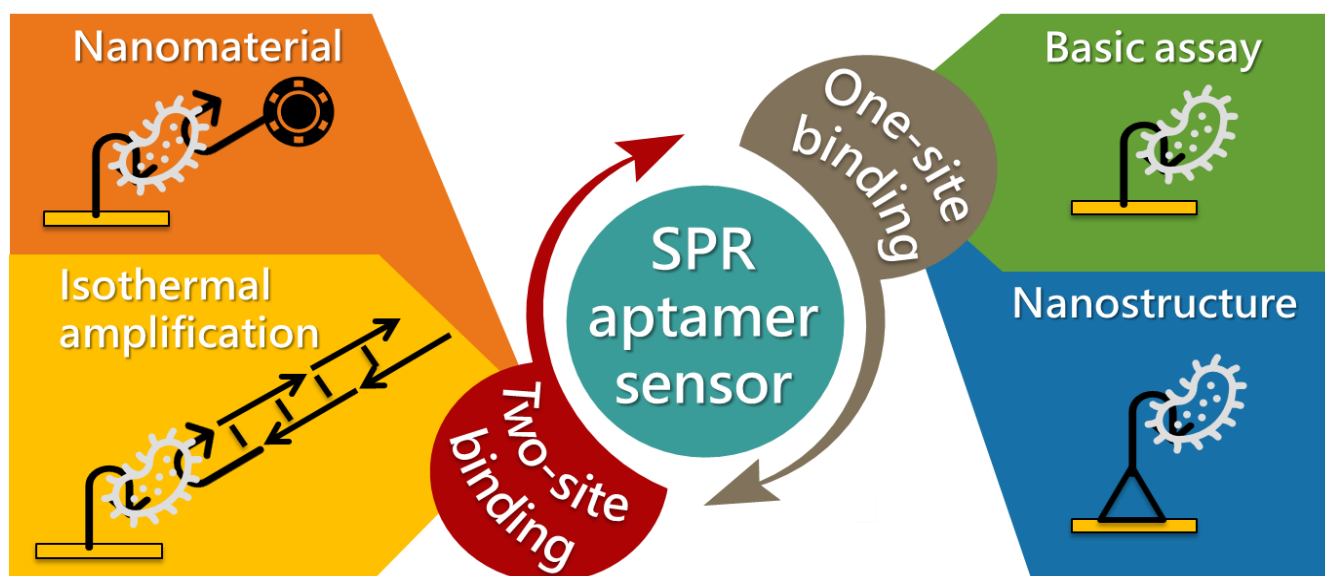 Nanomaterial
Isothermal
amplification
Two-site
binding
SPR
aptamer
sensor
One-site
binding
Basic assay
Nanostructure